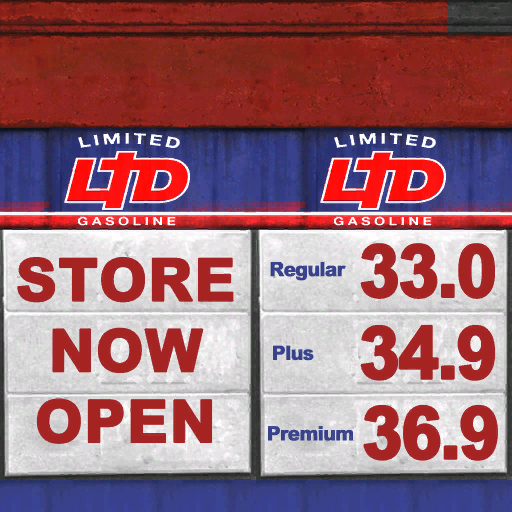 LIMITED
LTD
GASOLINE
STORE
NOW
OPEN
LIMITED
LTD
GASOLINE
Regular 33.0
Plus 34.9
Premium 36.9